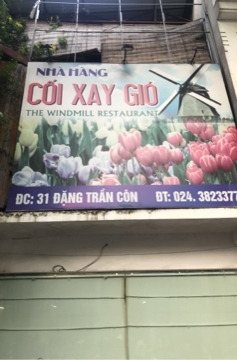 NHÀ HÀNG
CỐI XAY GIÓ
THE WINDMILL RESTAURANT
ĐC: 31 ĐẶNG TRẦN CÔN ĐT: 024. 3823377